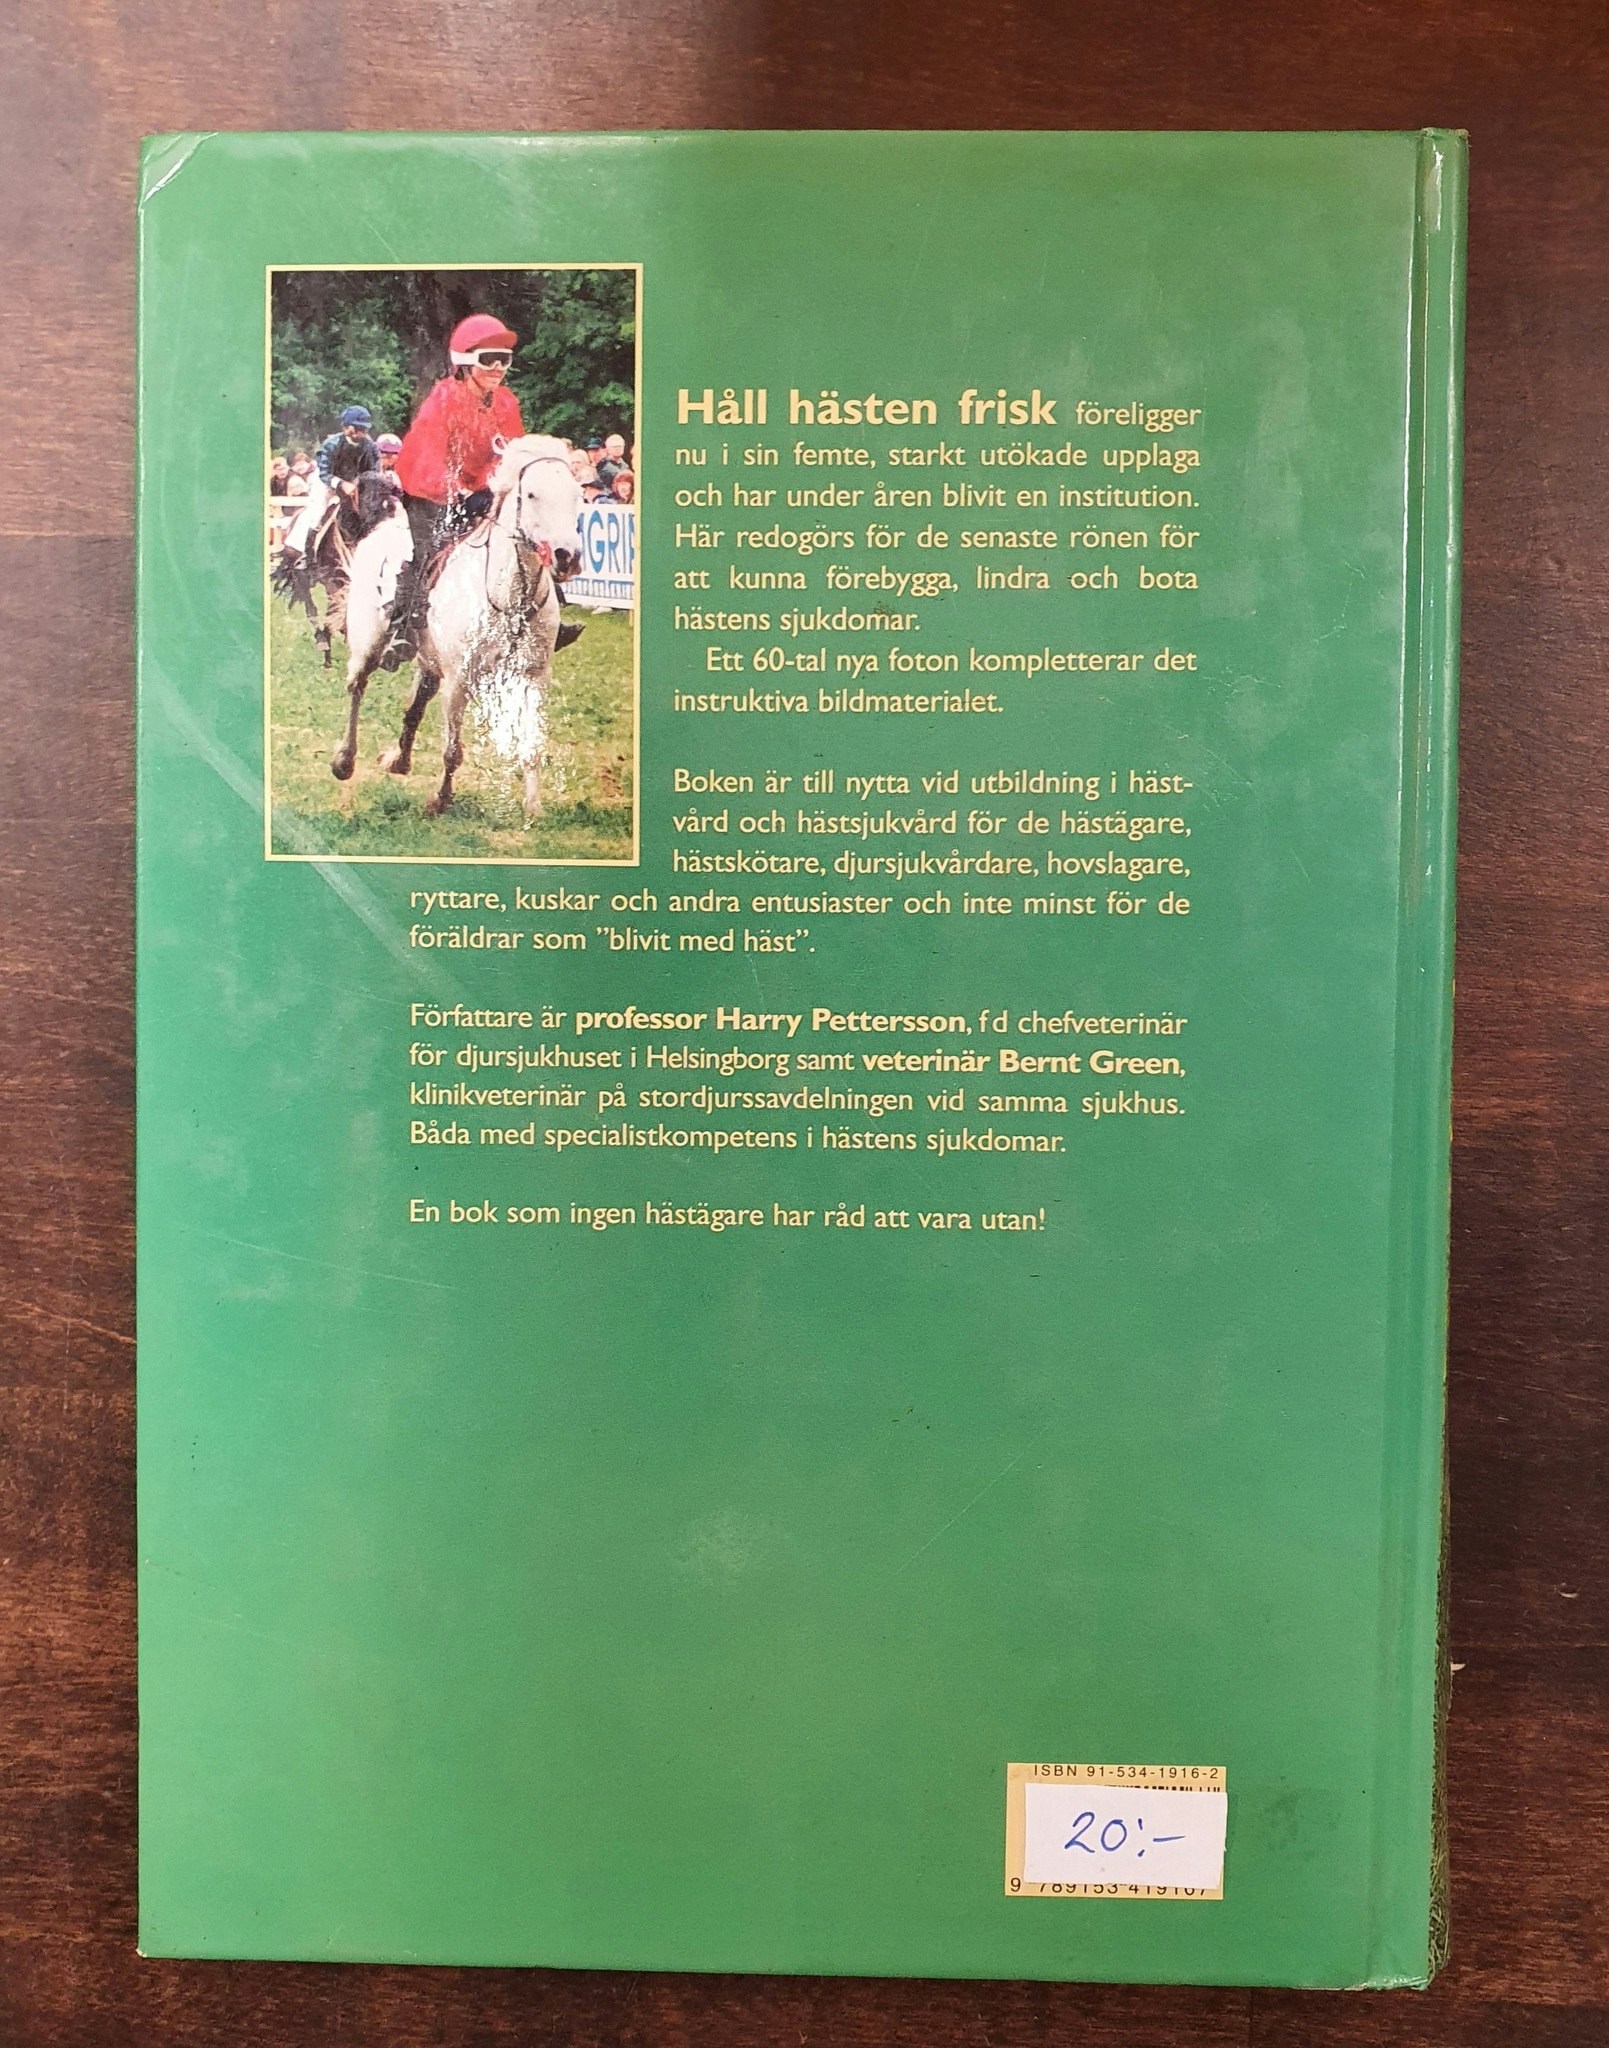 Håll hästen frisk föreligger
nu i sin femte, starkt utökade upplaga
och har under åren blivit en institution.
Här redogörs för de senaste rönen för
att kunna förebygga, lindra och bota
hästens sjukdomar.
Ett 60-tal nya foton kompletterar det
instruktiva bildmaterialet.
Boken är till nytta vid utbildning i häst-
vård och hästsjukvård för de hästägare,
hästskötare, djursjukvårdare, hovslagare,
ryttare, kuskar och andra entusiaster och inte minst för de
föräldrar som ”blivit med häst”.
Författare är professor Harry Pettersson, f d chefveterinär
för djursjukhuset i Helsingborg samt veterinär Bernt Green,
klinikveterinär på stordjurssavdelningen vid samma sjukhus.
Båda med specialistkompetens i hästens sjukdomar.
En bok som ingen hästägare har råd att vara utan!
ISBN 91-534-1916-2
20:-
9 789153 419167